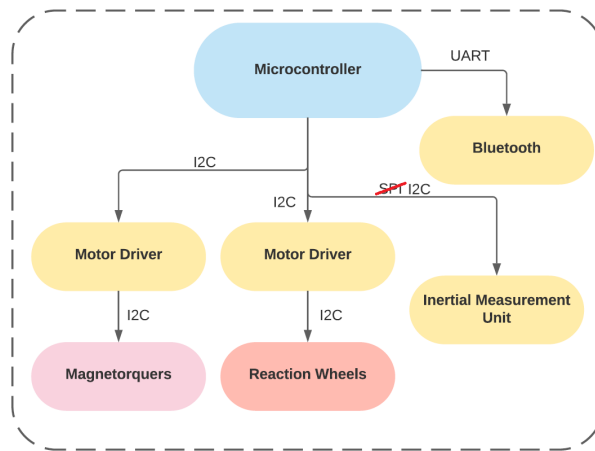 Microcontroller
UART
Bluetooth
I2C
SPI I2C
I2C
Motor Driver
Motor Driver
Inertial Measurement
Unit
I2C
I2C
Magnetorquers
Reaction Wheels